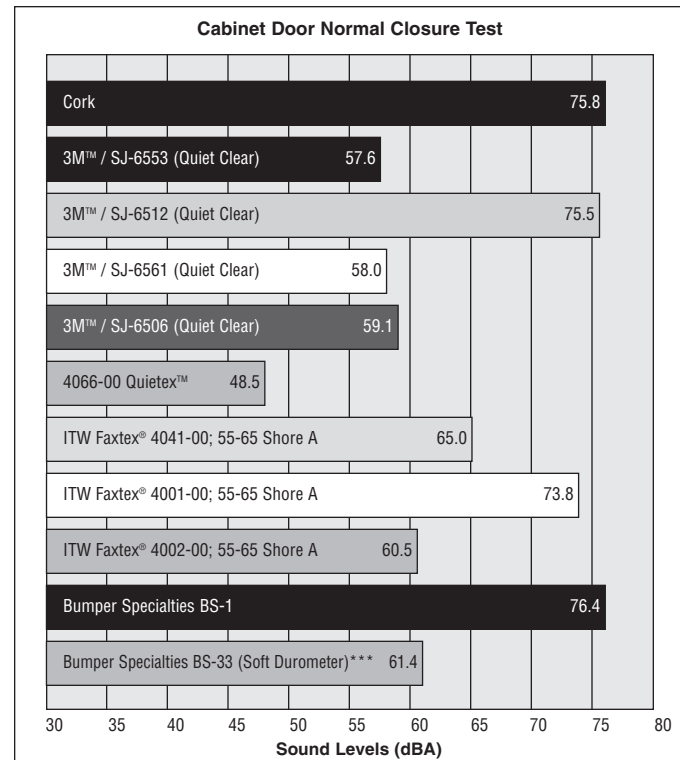 Cabinet Door Normal Closure Test
Cork 75.8
3M™ / SJ-6553 (Quiet Clear) 57.6
3M™ / SJ-6512 (Quiet Clear) 75.5
3M™ / SJ-6561 (Quiet Clear) 58.0
3M™ / SJ-6506 (Quiet Clear) 59.1
4066-00 Quietex™ 48.5
ITW Faxtex® 4041-00; 55-65 Shore A 65.0
ITW Faxtex® 4001-00; 55-65 Shore A 73.8
ITW Faxtex® 4002-00; 55-65 Shore A 60.5
Bumper Specialties BS-1 76.4
Bumper Specialties BS-33 (Soft Durometer)*** 61.4
30 35 40 45 50 55 60 65 70 75 80
Sound Levels (dBA)